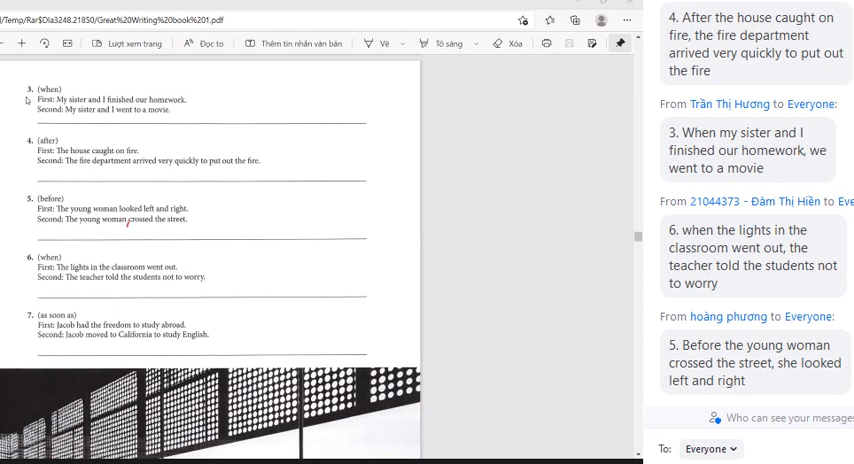 l/Temp/Rar$DIa3248.21850/Great%20Writing%20book%201.pdf
Lượt xem trang
Đọc to
Thêm tin nhắn văn bản
Vẽ
Tô sáng
Xóa
3. (when)
First: My sister and I finished our homework.
Second: My sister and I went to a movie.
4. (after)
First: The house caught on fire.
Second: The fire department arrived very quickly to put out the fire.
5. (before)
First: The young woman looked left and right.
Second: The young woman crossed the street.
6. (when)
First: The lights in the classroom went out.
Second: The teacher told the students not to worry.
7. (as soon as)
First: Jacob had the freedom to study abroad.
Second: Jacob moved to California to study English.
4. After the house caught on
fire, the fire department
arrived very quickly to put out
the fire
From Trần Thị Hương to Everyone:
3. When my sister and I
finished our homework, we
went to a movie
From 21044373 - Đàm Thị Hiền to Eve
6. when the lights in the
classroom went out, the
teacher told the students not
to worry
From hoàng phương to Everyone:
5. Before the young woman
crossed the street, she looked
left and right
Who can see your messages
To: Everyone